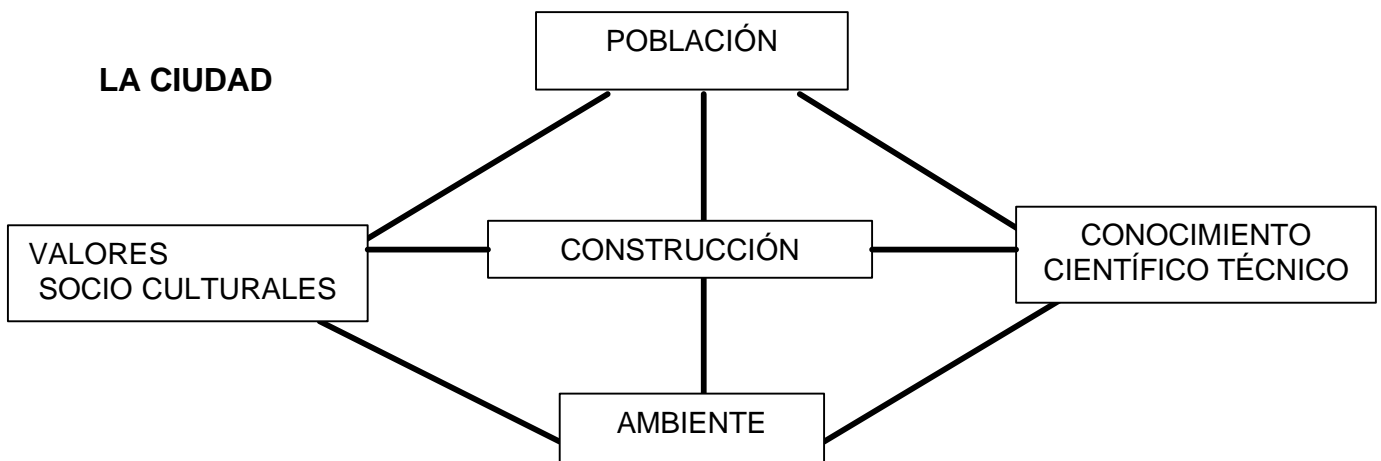 POBLACIÓN
LA CIUDAD
VALORES
SOCIO CULTURALES
CONSTRUCCIÓN
CONOCIMIENTO
CIENTÍFICO TÉCNICO
AMBIENTE